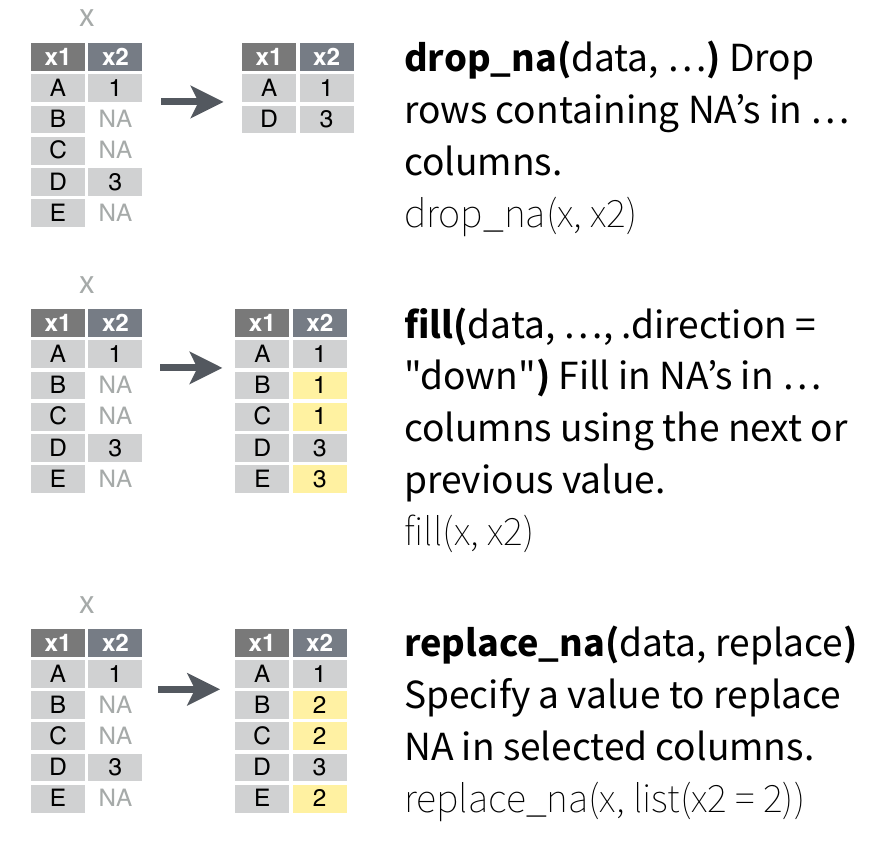 x
x1 x2 x1 x2
A 1 A 1
B NA D 3
C NA
D 3
E NA
drop_na(data, …) Drop
rows containing NA’s in …
columns.
drop_na(x, x2)
x
x1 x2 x1 x2
A 1 A 1
B NA B 1
C NA C 1
D 3 D 3
E NA E 3
fill(data, …, .direction =
"down") Fill in NA’s in …
columns using the next or
previous value.
fill(x, x2)
x
x1 x2 x1 x2
A 1 A 1
B NA B 2
C NA C 2
D 3 D 3
E NA E 2
replace_na(data, replace)
Specify a value to replace
NA in selected columns.
replace_na(x, list(x2 = 2))